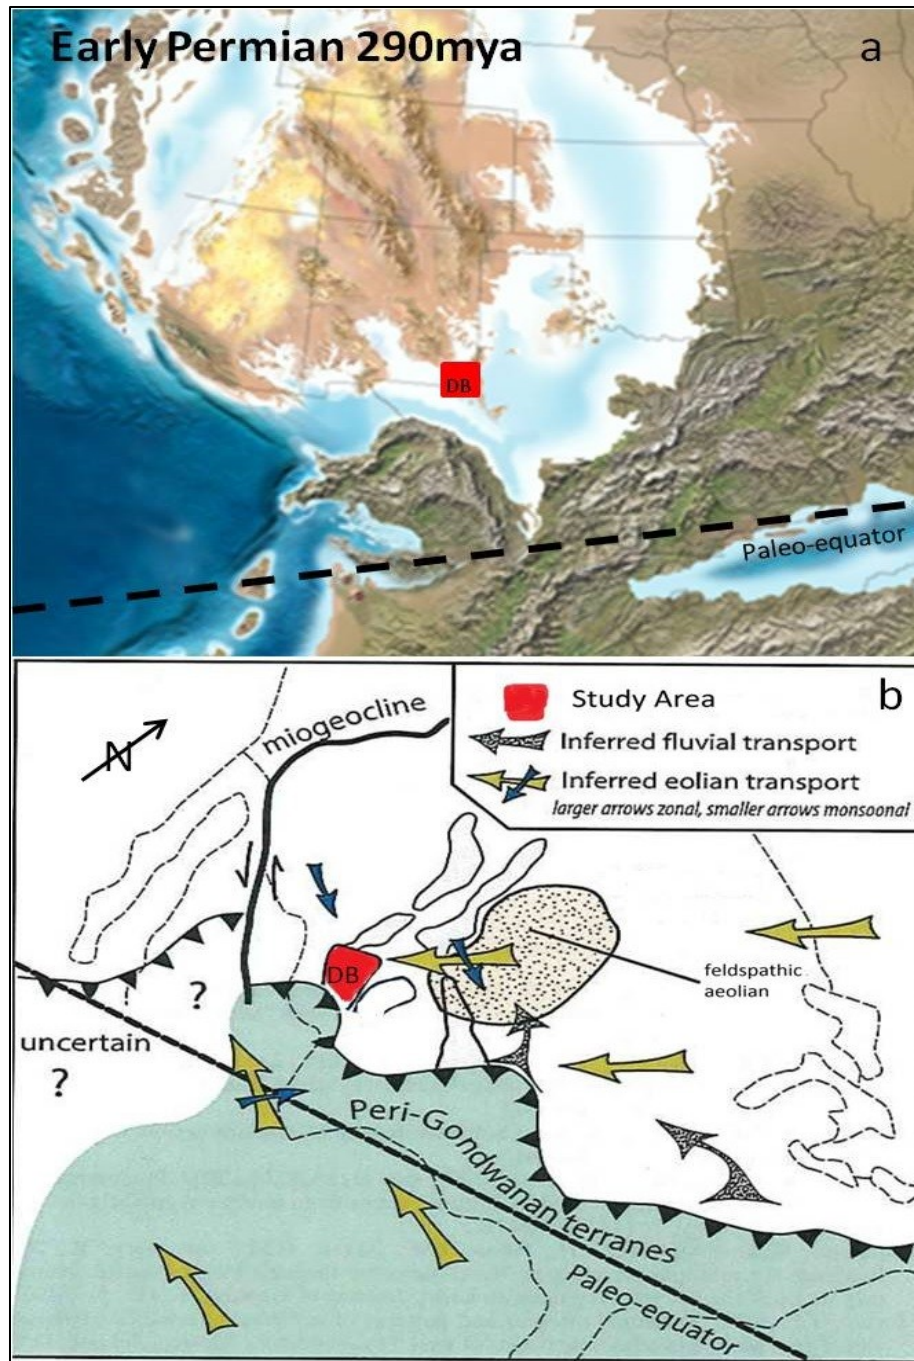 Early Permian 290mya
a
DB
Paleo-equator
b
Study Area
Inferred fluvial transport
Inferred eolian transport
larger arrows zonal, smaller arrows monsoonal
N
miogeocline
DB
feldspathic
aeolian
?
uncertain
?
Peri-Gondwanan terranes
Paleo-equator